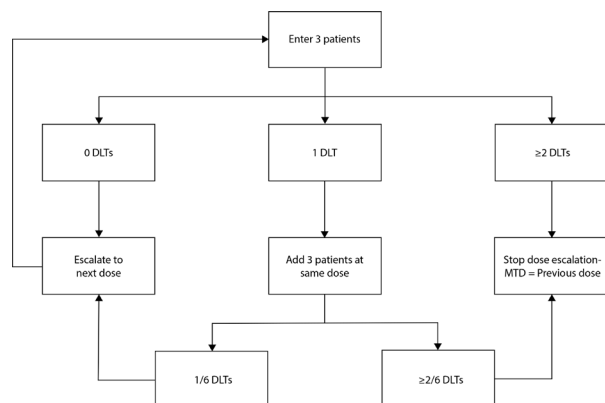 Enter 3 patients
0 DLTs
1 DLT
≥2 DLTs
Escalate to
next dose
Add 3 patients at
same dose
Stop dose escalation-
MTD = Previous dose
1/6 DLTs
≥2/6 DLTs